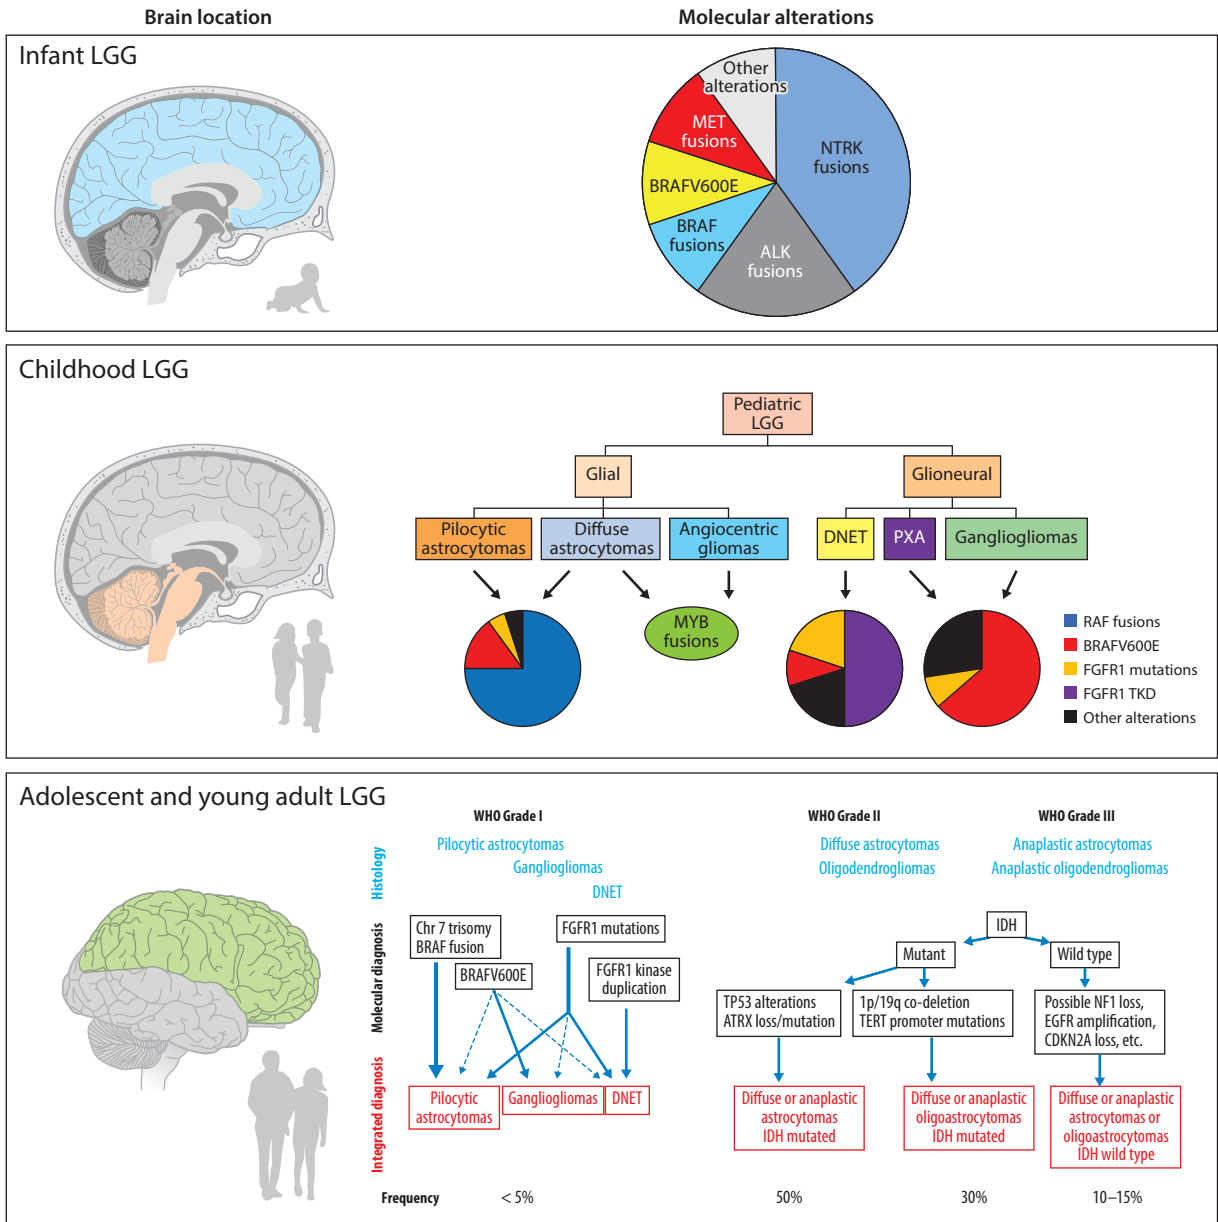 Brain location
Molecular alterations
Infant LGG
Other
alterations
NTRK
fusions
MET
fusions
BRAFV600E
BRAF
fusions
ALK
fusions
Childhood LGG
Pediatric
LGG
Glial
Glioneural
Pilocytic
astrocytomas
Diffuse
astrocytomas
Angiocentric
gliomas
DNET
PXA
Gangliogliomas
MYB
fusions
RAF fusions
BRAFV600E
FGFR1 mutations
FGFR1 TKD
Other alterations
Adolescent and young adult LGG
WHO Grade I
WHO Grade II
WHO Grade III
Histology
Pilocytic astrocytomas
Gangliogliomas
DNET
Diffuse astrocytomas
Oligodendrogliomas
Anaplastic astrocytomas
Anaplastic oligodendrogliomas
Molecular diagnosis
Chr 7 trisomy
BRAF fusion
BRAFV600E
FGFR1 mutations
FGFR1 kinase
duplication
IDH
Mutant
Wild type
TP53 alterations
ATRX loss/mutation
1p/19q co-deletion
TERT promoter mutations
Possible NF1 loss,
EGFR amplification,
CDKN2A loss, etc.
Integrated diagnosis
Pilocytic
astrocytomas
Gangliogliomas
DNET
Diffuse or anaplastic
astrocytomas
IDH mutated
Diffuse or anaplastic
oligoastrocytomas
IDH mutated
Diffuse or anaplastic
astrocytomas or
oligoastrocytomas
IDH wild type
Frequency
< 5%
50%
30%
10–15%